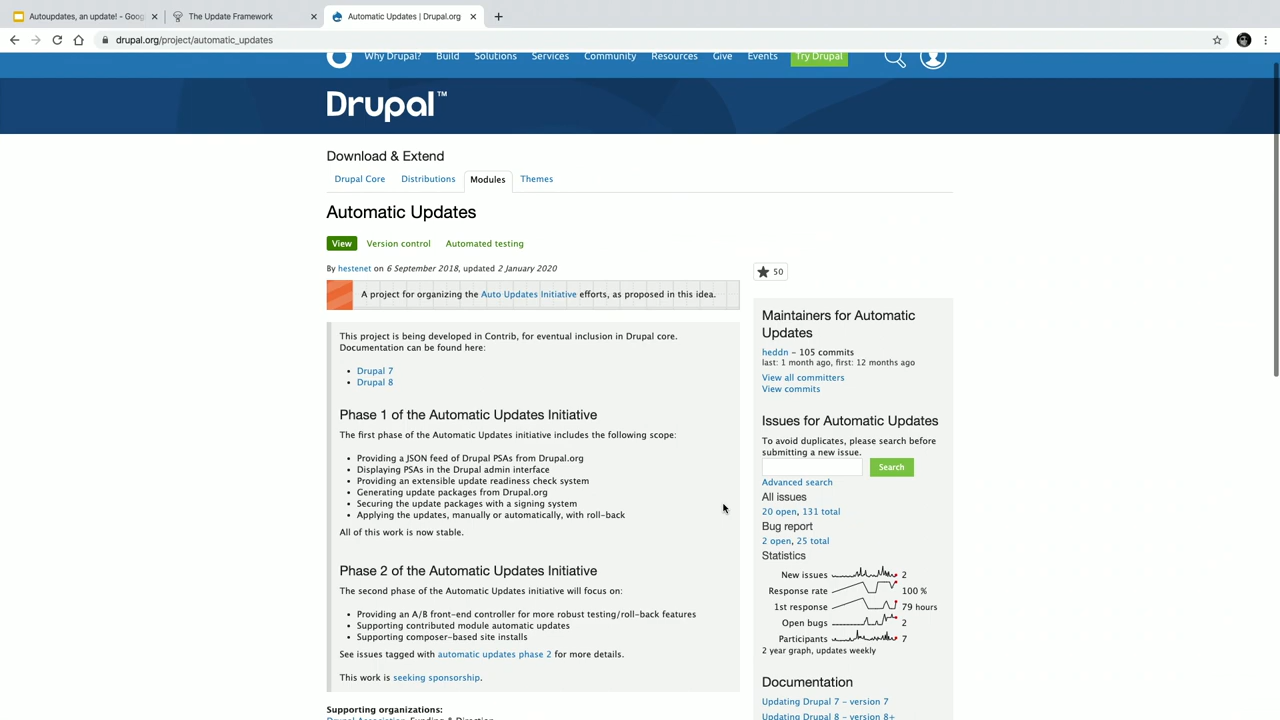 Autoupdates, an update! - Goog
The Update Framework
Automatic Updates | Drupal.org
drupal.org/project/automatic_updates
Why Drupal? Build Solutions Services Community Resources Give Events Try Drupal
Drupal™
Download & Extend
Drupal Core Distributions Modules Themes
Automatic Updates
View Version control Automated testing
By hestenet on 6 September 2018, updated 2 January 2020
A project for organizing the Auto Updates Initiative efforts, as proposed in this idea.
This project is being developed in Contrib, for eventual inclusion in Drupal core.
Documentation can be found here:
• Drupal 7
• Drupal 8
Phase 1 of the Automatic Updates Initiative
The first phase of the Automatic Updates initiative includes the following scope:
• Providing a JSON feed of Drupal PSAs from Drupal.org
• Displaying PSAs in the Drupal admin interface
• Providing an extensible update readiness check system
• Generating update packages from Drupal.org
• Securing the update packages with a signing system
• Applying the updates, manually or automatically, with roll-back
All of this work is now stable.
Phase 2 of the Automatic Updates Initiative
The second phase of the Automatic Updates initiative will focus on:
• Providing an A/B front-end controller for more robust testing/roll-back features
• Supporting contributed module automatic updates
• Supporting composer-based site installs
See issues tagged with automatic updates phase 2 for more details.
This work is seeking sponsorship.
Supporting organizations:
Drupal Association Funding & Direction
50
Maintainers for Automatic
Updates
heddn – 105 commits
last: 1 month ago, first: 12 months ago
View all committers
View commits
Issues for Automatic Updates
To avoid duplicates, please search before
submitting a new issue.
Search
Advanced search
All issues
20 open, 131 total
Bug report
2 open, 25 total
Statistics
New issues 2
Response rate 100 %
1st response 79 hours
Open bugs 2
Participants 7
2 year graph, updates weekly
Documentation
Updating Drupal 7 – version 7
Updating Drupal 8 – version 8+